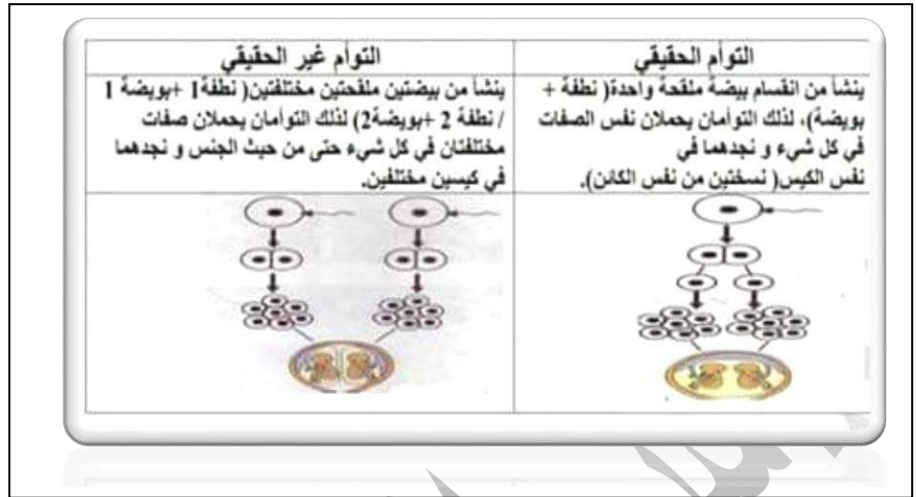 التوأم الحقيقي
ينشأ من انقسام بيضة ملقحة واحدة( نطفة +
بويضة)، لذلك التوأمان يحملان نفس الصفات
في كل شيء و نجدهما في
نفس الكيس( نسختين من نفس الكائن).
التوأم غير الحقيقي
ينشأ من بيضتين ملقحتين مختلفتين( نطفة1 +بويضة 1
/ نطفة 2 +بويضة2) لذلك التوأمان يحملان صفات
مختلفتان في كل شيء حتى من حيث الجنس و نجدهما
في كيسين مختلفين.